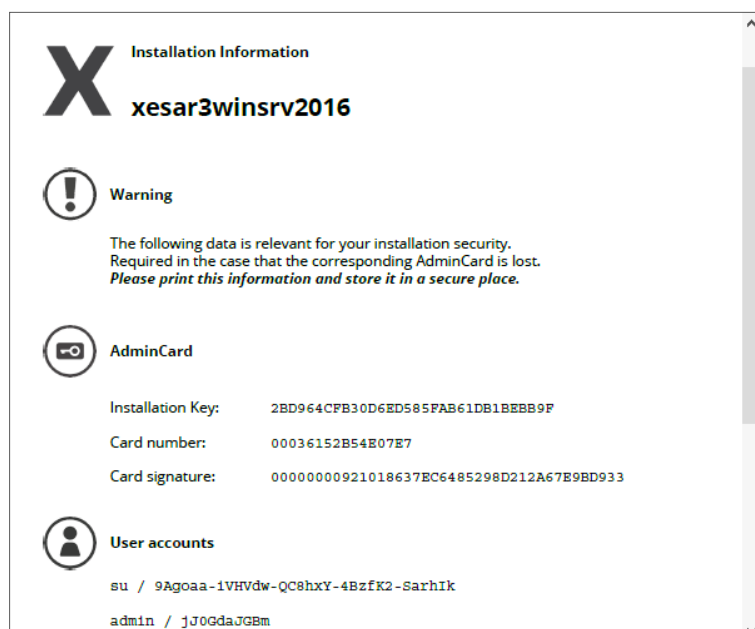 X
Installation Information
xesar3winsrv2016
Warning
The following data is relevant for your installation security.
Required in the case that the corresponding AdminCard is lost.
Please print this information and store it in a secure place.
AdminCard
Installation Key: 2BD964CFB30D6ED585FAB61DB1BEBB9F
Card number: 00036152B54E07E7
Card signature: 00000000921018637EC6485298D212A67E9BD933
User accounts
su / 9Agoaa-iVHVdw-QC8hxY-4BzfK2-SarhIk
admin / jJ0GdaJGBm